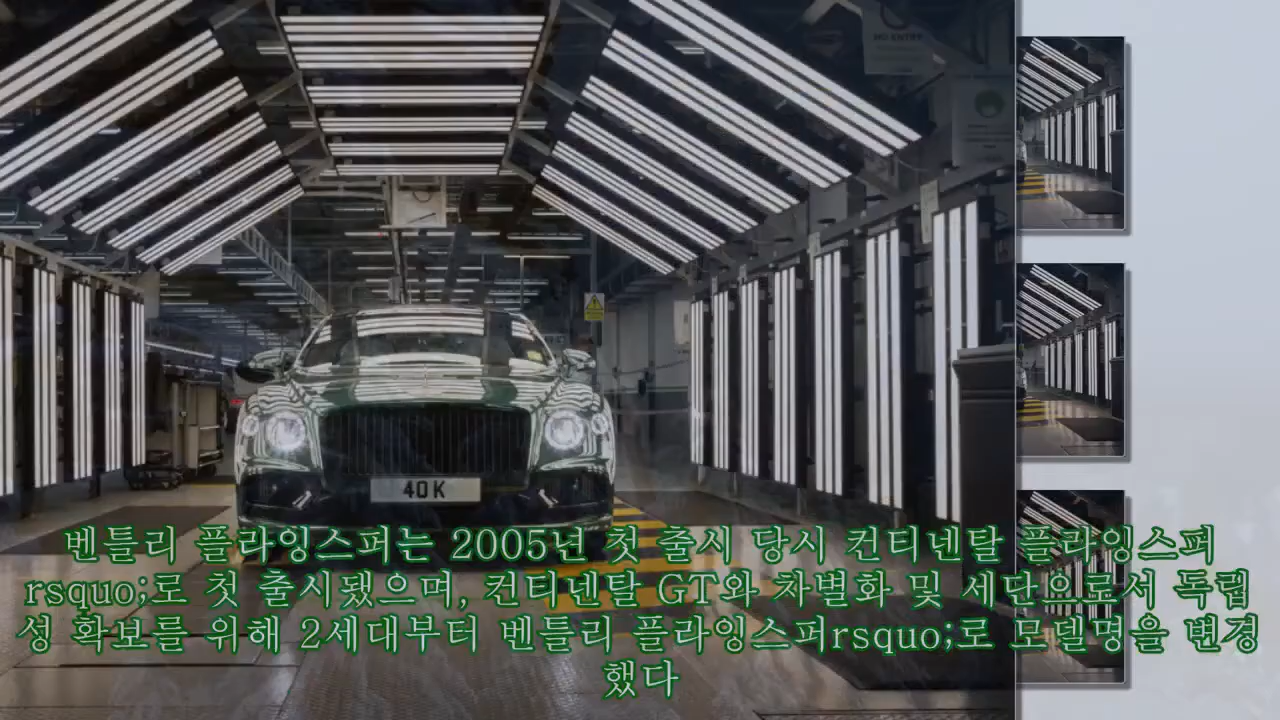 NO ENTRY
40 K
벤틀리 플라잉스퍼는 2005년 첫 출시 당시 컨티넨탈 플라잉스퍼
rsquo;로 첫 출시됐으며, 컨티넨탈 GT와 차별화 및 세단으로서 독립
성 확보를 위해 2세대부터 벤틀리 플라잉스퍼rsquo;로 모델명을 변경
했다